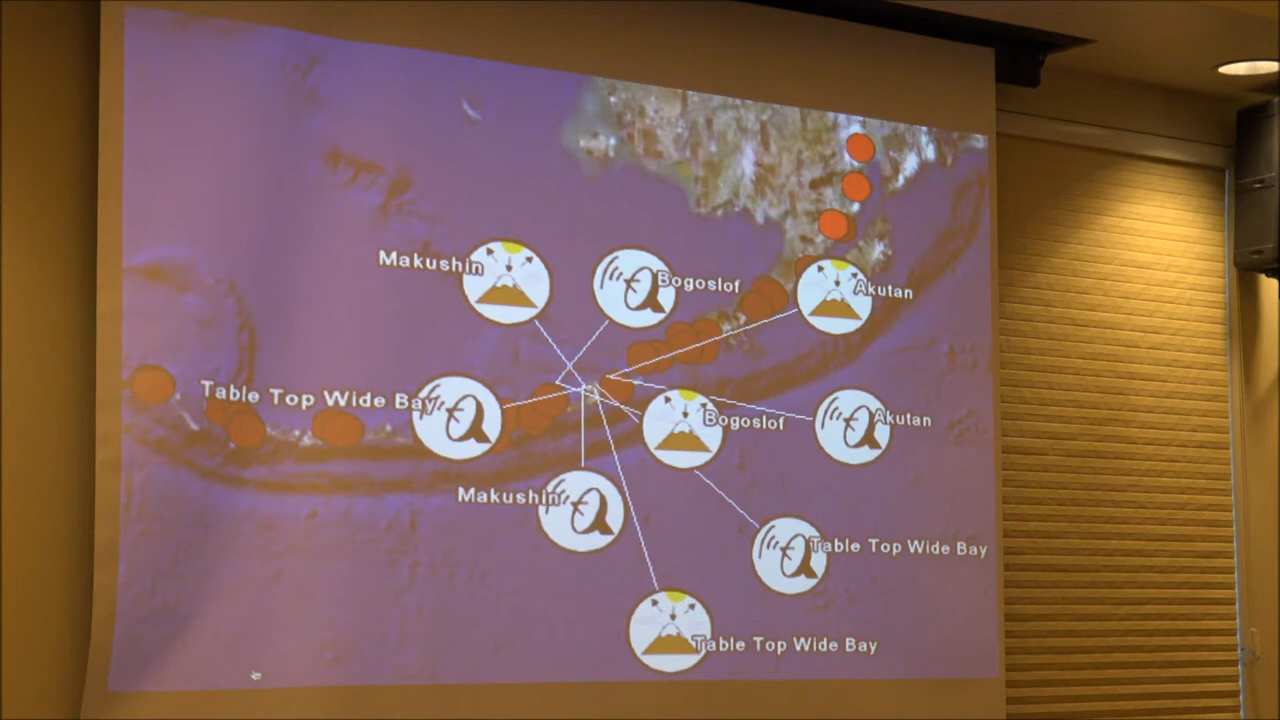 Makushin
Bogoslof
Akutan
Table Top Wide Bay
Bogoslof
Akutan
Makushin
Table Top Wide Bay
Table Top Wide Bay